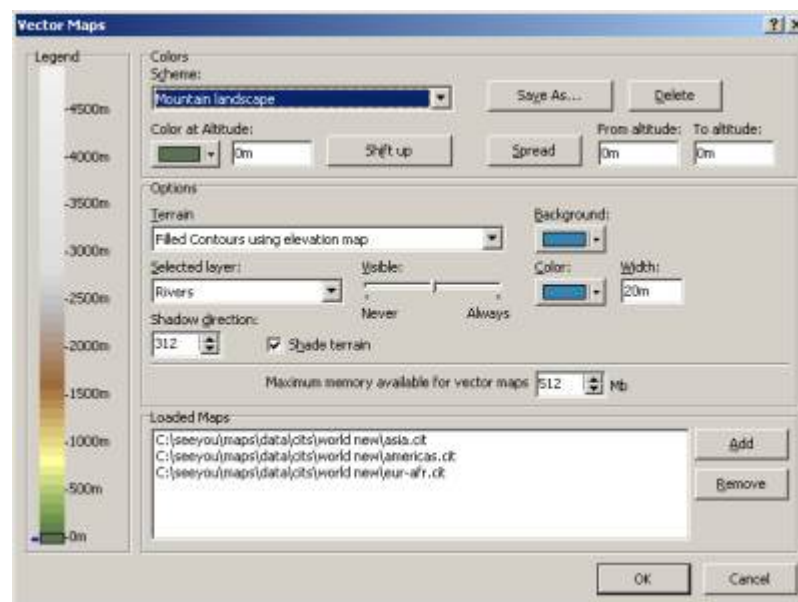 Vector Maps
Legend
4500m
4000m
3500m
3000m
2500m
2000m
1500m
1000m
500m
0m
Colors
Scheme:
Mountain landscape
Save As...
Delete
Color at Altitude:
0m
Shift up
Spread
From altitude:
0m
To altitude:
0m
Options
Terrain
Filled Contours using elevation map
Background:
Selected layer:
Rivers
Visible:
Never
Always
Color:
Width:
20m
Shadow direction:
312
Shade terrain
Maximum memory available for vector maps 512 Mb
Loaded Maps
C:\seeyou\maps\data\cits\world new\asia.cit
C:\seeyou\maps\data\cits\world new\americas.cit
C:\seeyou\maps\data\cits\world new\eur-afr.cit
Add
Remove
OK
Cancel